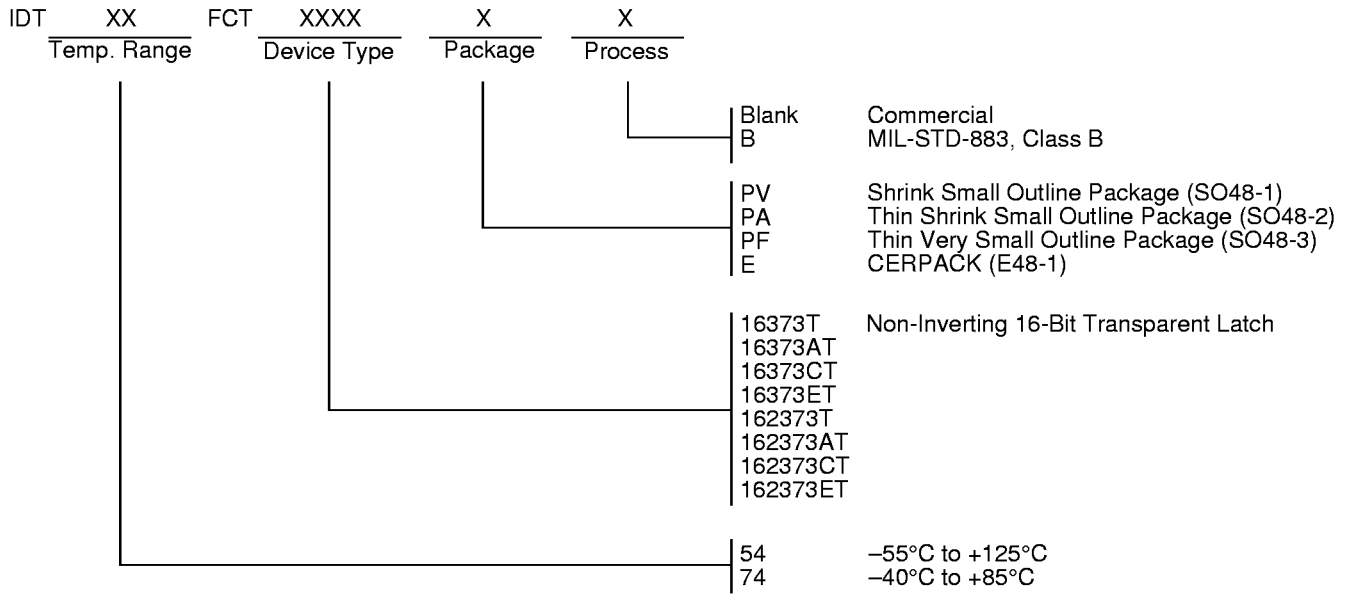 IDT XX FCT XXXX X X
Temp. Range Device Type Package Process
Blank Commercial
B MIL-STD-883, Class B
PV Shrink Small Outline Package (SO48-1)
PA Thin Shrink Small Outline Package (SO48-2)
PF Thin Very Small Outline Package (SO48-3)
E CERPACK (E48-1)
16373T Non-Inverting 16-Bit Transparent Latch
16373AT
16373CT
16373ET
162373T
162373AT
162373CT
162373ET
54 –55°C to +125°C
74 –40°C to +85°C